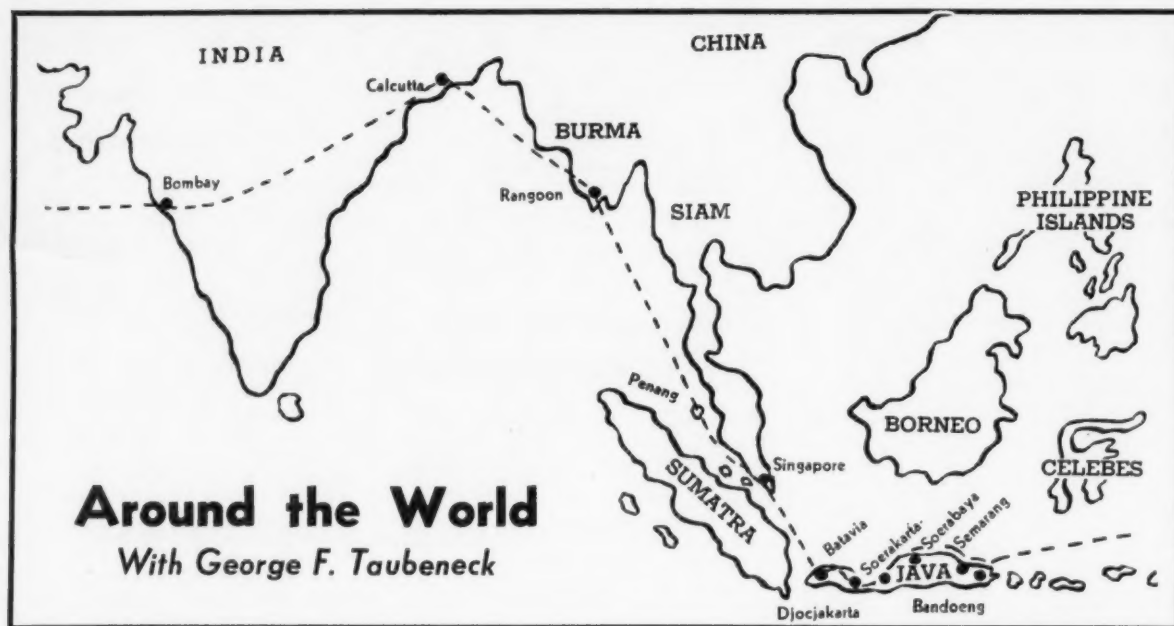 INDIA
CHINA
Calcutta
BURMA
Bombay
Rangoon
SIAM
PHILIPPINE
ISLANDS
Penang
BORNEO
Singapore
CELEBES
SUMATRA
Around the World
With George F. Taubeneck
Batavia
Soerakarta
Soerabaya
Semarang
JAVA
Djocjakarta
Bandoeng